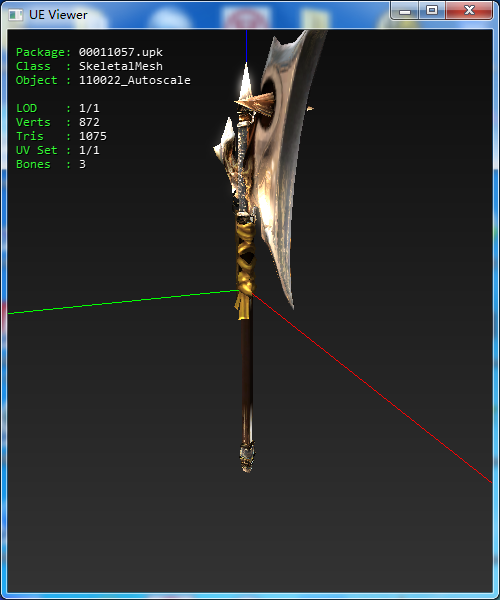 UE Viewer
Package: 00011057.upk
Class  : SkeletalMesh
Object : 110022_Autoscale
LOD    : 1/1
Verts  : 872
Tris   : 1075
UV Set : 1/1
Bones  : 3